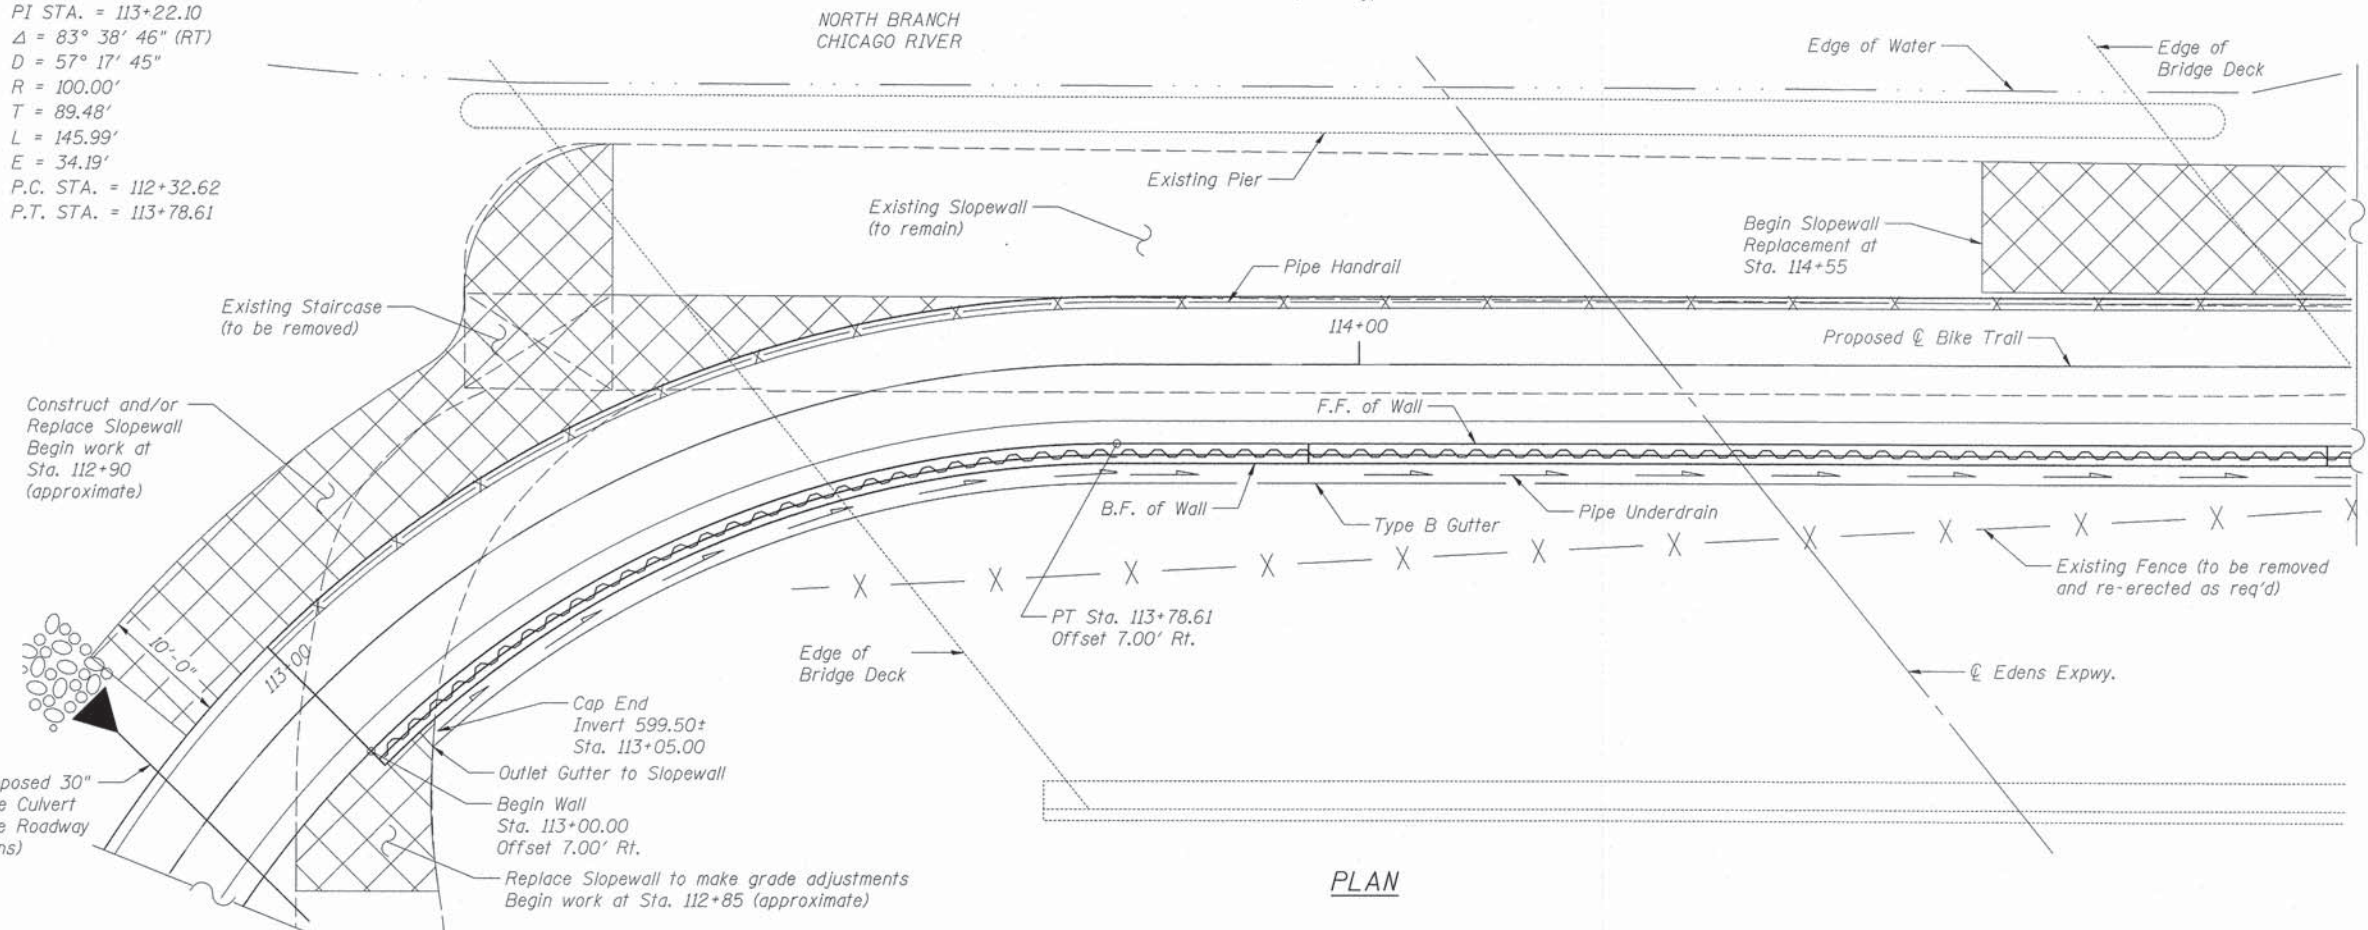 PI STA. = 113+22.10
Δ = 83° 38' 46" (RT)
D = 57° 17' 45"
R = 100.00'
T = 89.48'
L = 145.99'
E = 34.19'
P.C. STA. = 112+32.62
P.T. STA. = 113+78.61
NORTH BRANCH
CHICAGO RIVER
Edge of Water
Edge of
Bridge Deck
Existing Pier
Existing Slopewall
(to remain)
Begin Slopewall
Replacement at
Sta. 114+55
Pipe Handrail
Existing Staircase
(to be removed)
114+00
Proposed ℄ Bike Trail
Construct and/or
Replace Slopewall
Begin work at
Sta. 112+90
(approximate)
F.F. of Wall
B.F. of Wall
Type B Gutter
Pipe Underdrain
Existing Fence (to be removed
and re-erected as req'd)
PT Sta. 113+78.61
Offset 7.00' Rt.
10'-0"
113+00
Edge of
Bridge Deck
℄ Edens Expwy.
Cap End
Invert 599.50±
Sta. 113+05.00
Outlet Gutter to Slopewall
posed 30"
e Culvert
e Roadway
ns)
Begin Wall
Sta. 113+00.00
Offset 7.00' Rt.
Replace Slopewall to make grade adjustments
Begin work at Sta. 112+85 (approximate)
PLAN